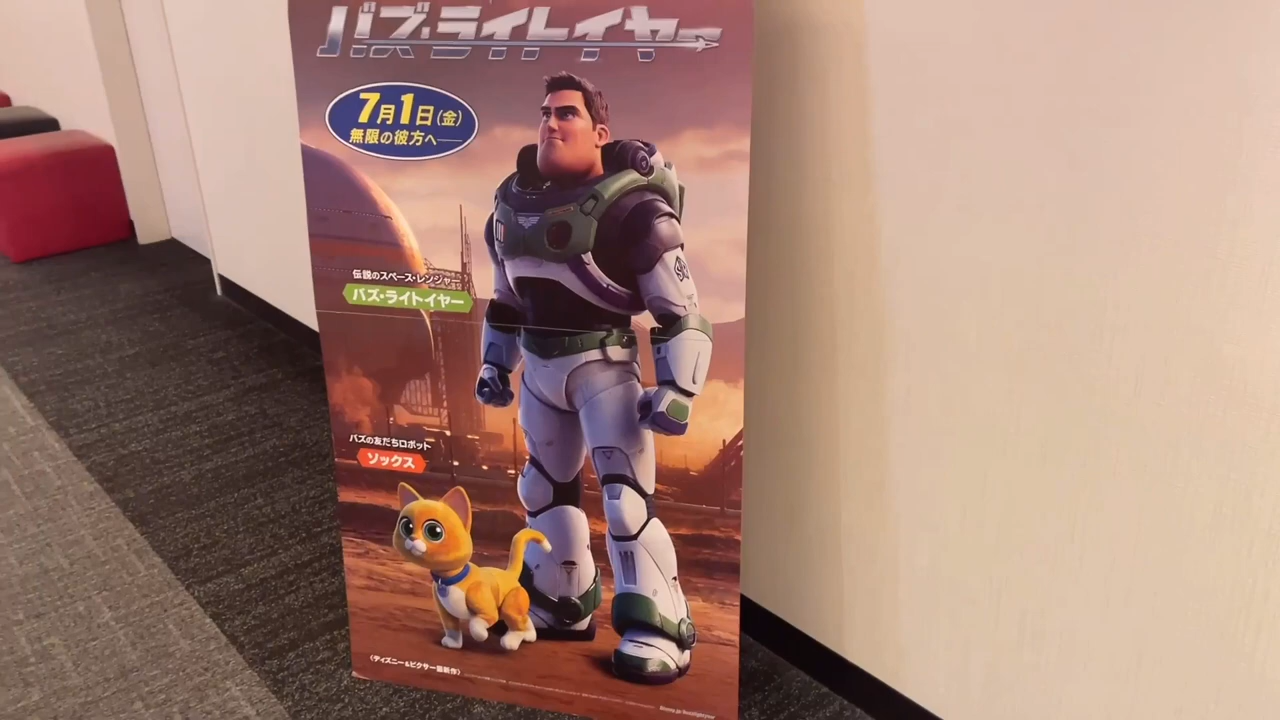 バズ・ライトイヤー
7月1日(金)
無限の彼方へ──
伝説のスペース・レンジャー
バズ・ライトイヤー
バズの友だちロボット
ソックス
〈ディズニー&ピクサー最新作〉